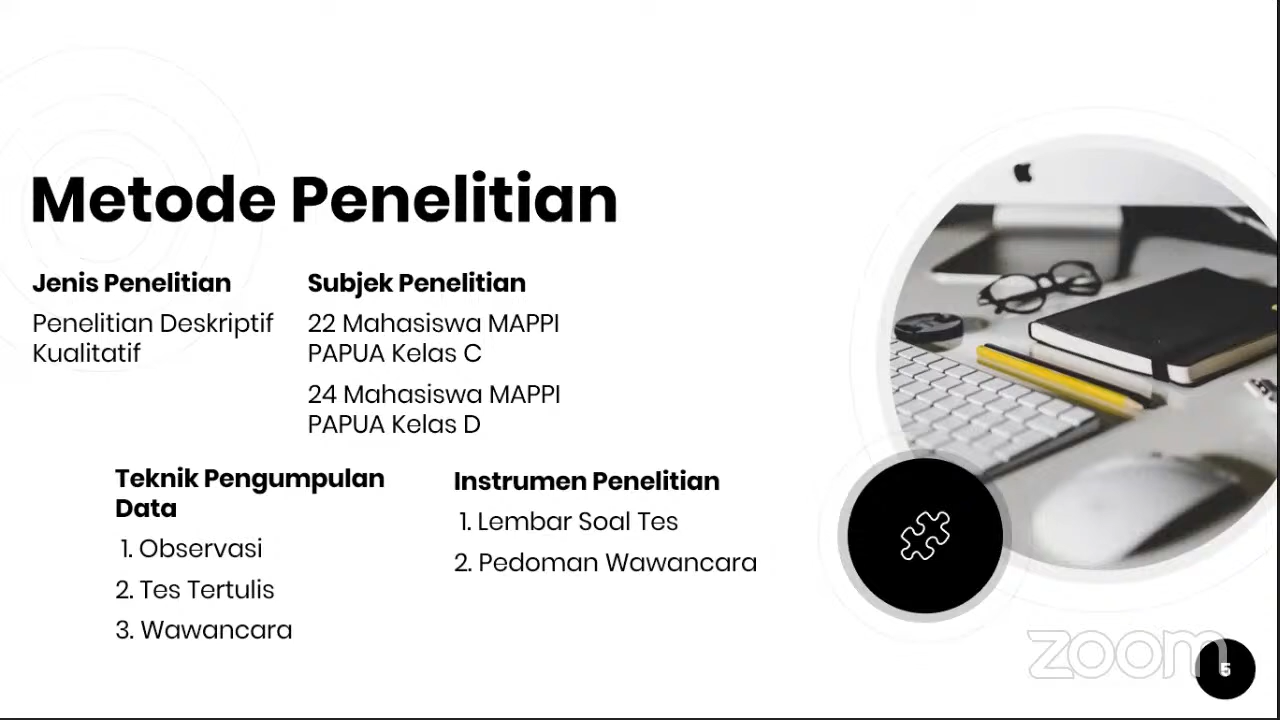 Metode Penelitian
Jenis Penelitian
Penelitian Deskriptif
Kualitatif
Subjek Penelitian
22 Mahasiswa MAPPI
PAPUA Kelas C
24 Mahasiswa MAPPI
PAPUA Kelas D
Teknik Pengumpulan
Data
1. Observasi
2. Tes Tertulis
3. Wawancara
Instrumen Penelitian
1. Lembar Soal Tes
2. Pedoman Wawancara
zoom
5